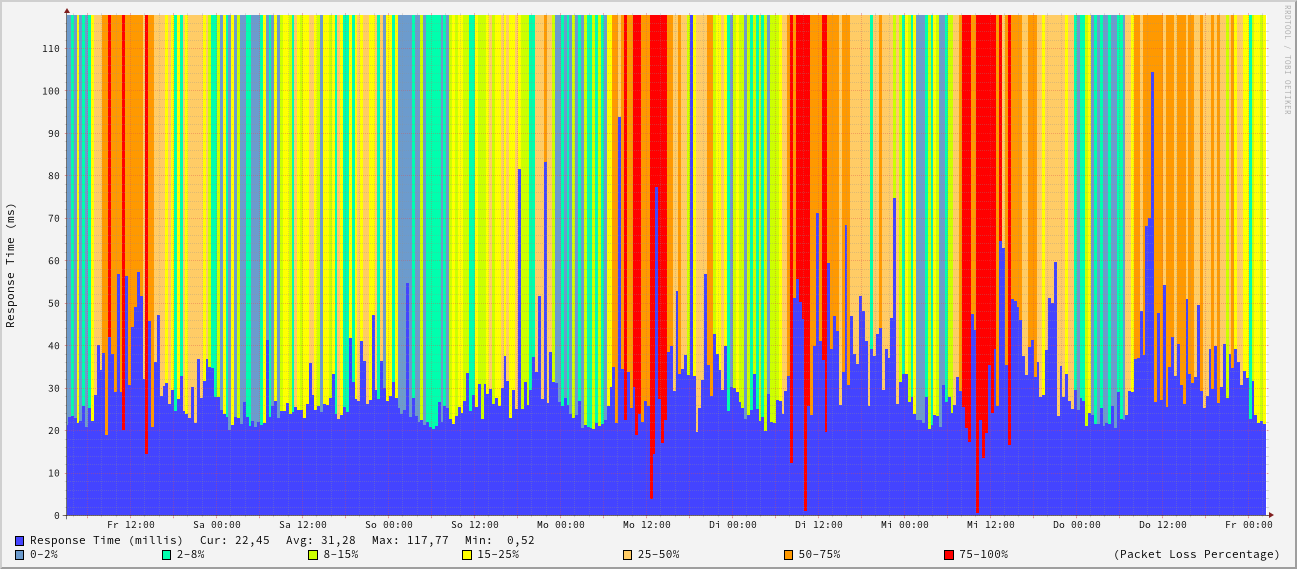 RRDTOOL / TOBI OETIKER
Response Time (ms)
110
100
90
80
70
60
50
40
30
20
10
0
Fr 12:00 Sa 00:00 Sa 12:00 So 00:00 So 12:00 Mo 00:00 Mo 12:00 Di 00:00 Di 12:00 Mi 00:00 Mi 12:00 Do 00:00 Do 12:00 Fr 00:00
Response Time (millis) Cur: 22,45 Avg: 31,28 Max: 117,77 Min: 0,52
0-2% 2-8% 8-15% 15-25% 25-50% 50-75% 75-100% (Packet Loss Percentage)